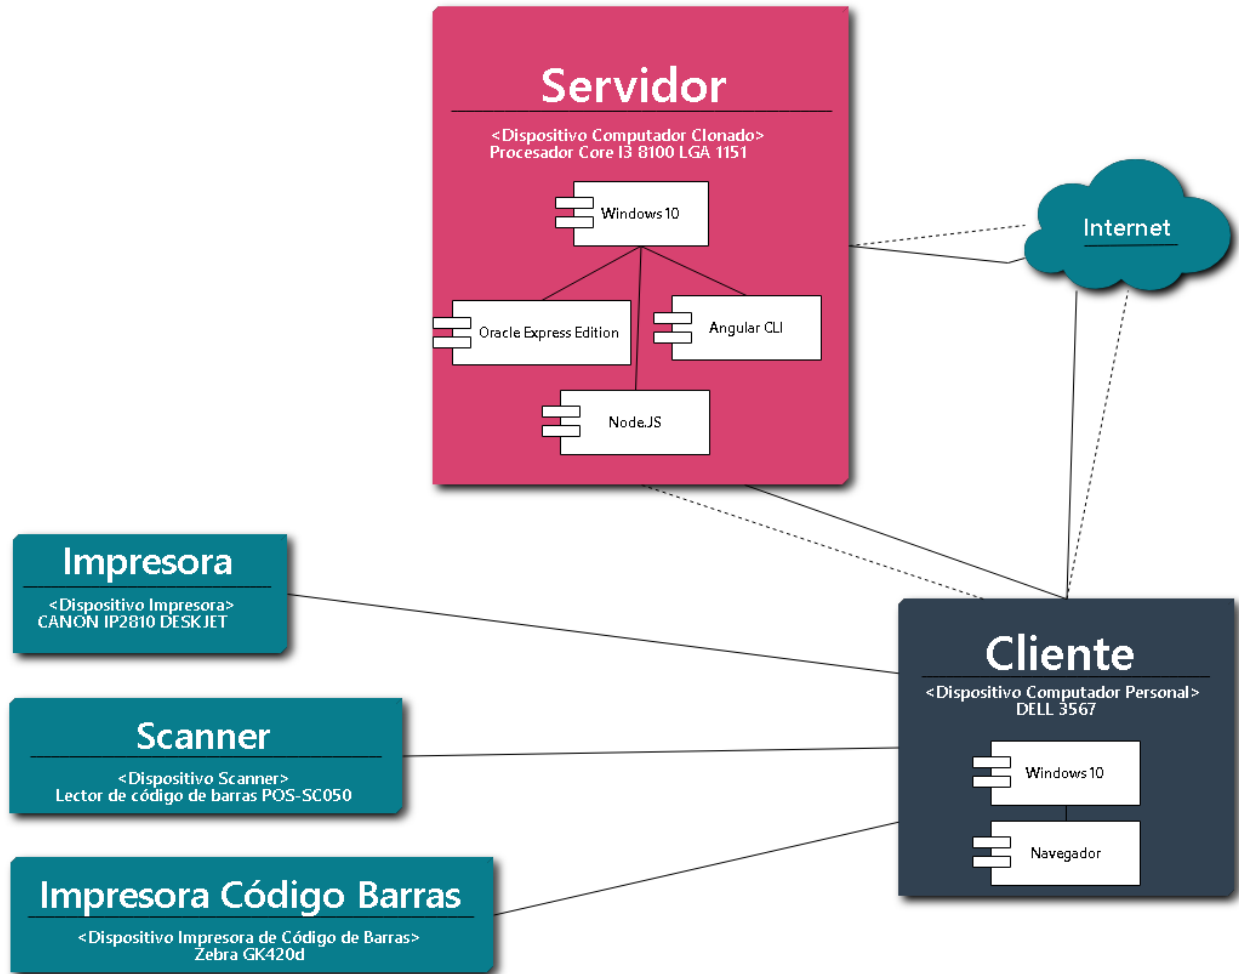 Servidor
<Dispositivo Computador Clonado>
Procesador Core I3 8100 LGA 1151
Windows 10
Oracle Express Edition
Angular CLI
Node.JS
Internet
Impresora
<Dispositivo Impresora>
CANON IP2810 DESKJET
Scanner
<Dispositivo Scanner>
Lector de código de barras POS-SC050
Impresora Código Barras
<Dispositivo Impresora de Código de Barras>
Zebra GK420d
Cliente
<Dispositivo Computador Personal>
DELL 3567
Windows 10
Navegador